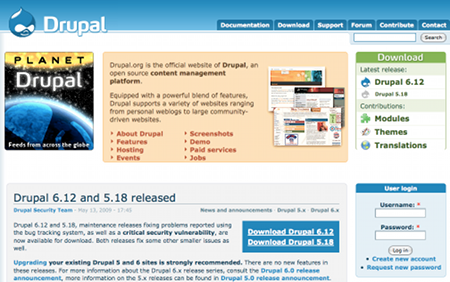 Drupal
Documentation Download Support Forum Contribute Contact
Search
PLANET
Drupal
Feeds from across the globe
Drupal.org is the official website of Drupal, an
open source content management
platform.
Equipped with a powerful blend of features,
Drupal supports a variety of websites ranging
from personal weblogs to large community-
driven websites.
About Drupal
Features
Hosting
Events
Screenshots
Demo
Paid services
Jobs
Download
Latest release:
Drupal 6.12
Drupal 5.18
Contributions:
Modules
Themes
Translations
Drupal 6.12 and 5.18 released
Drupal Security Team - May 13, 2009 - 17:40
News and announcements · Drupal 5.x · Drupal 6.x
Drupal 6.12 and 5.18, maintenance releases fixing problems reported using
the bug tracking system, as well as a critical security vulnerability, are
now available for download. Both releases fix some other smaller issues as
well.
Download Drupal 6.12
Download Drupal 5.18
Upgrading your existing Drupal 5 and 6 sites is strongly recommended. There are no new features in
these releases. For more information about the Drupal 6.x release series, consult the Drupal 6.0 release
announcement, more information on the 5.x releases can be found in Drupal 5.0 release announcement.
User login
Username: *
Password: *
Log in
Create new account
Request new password